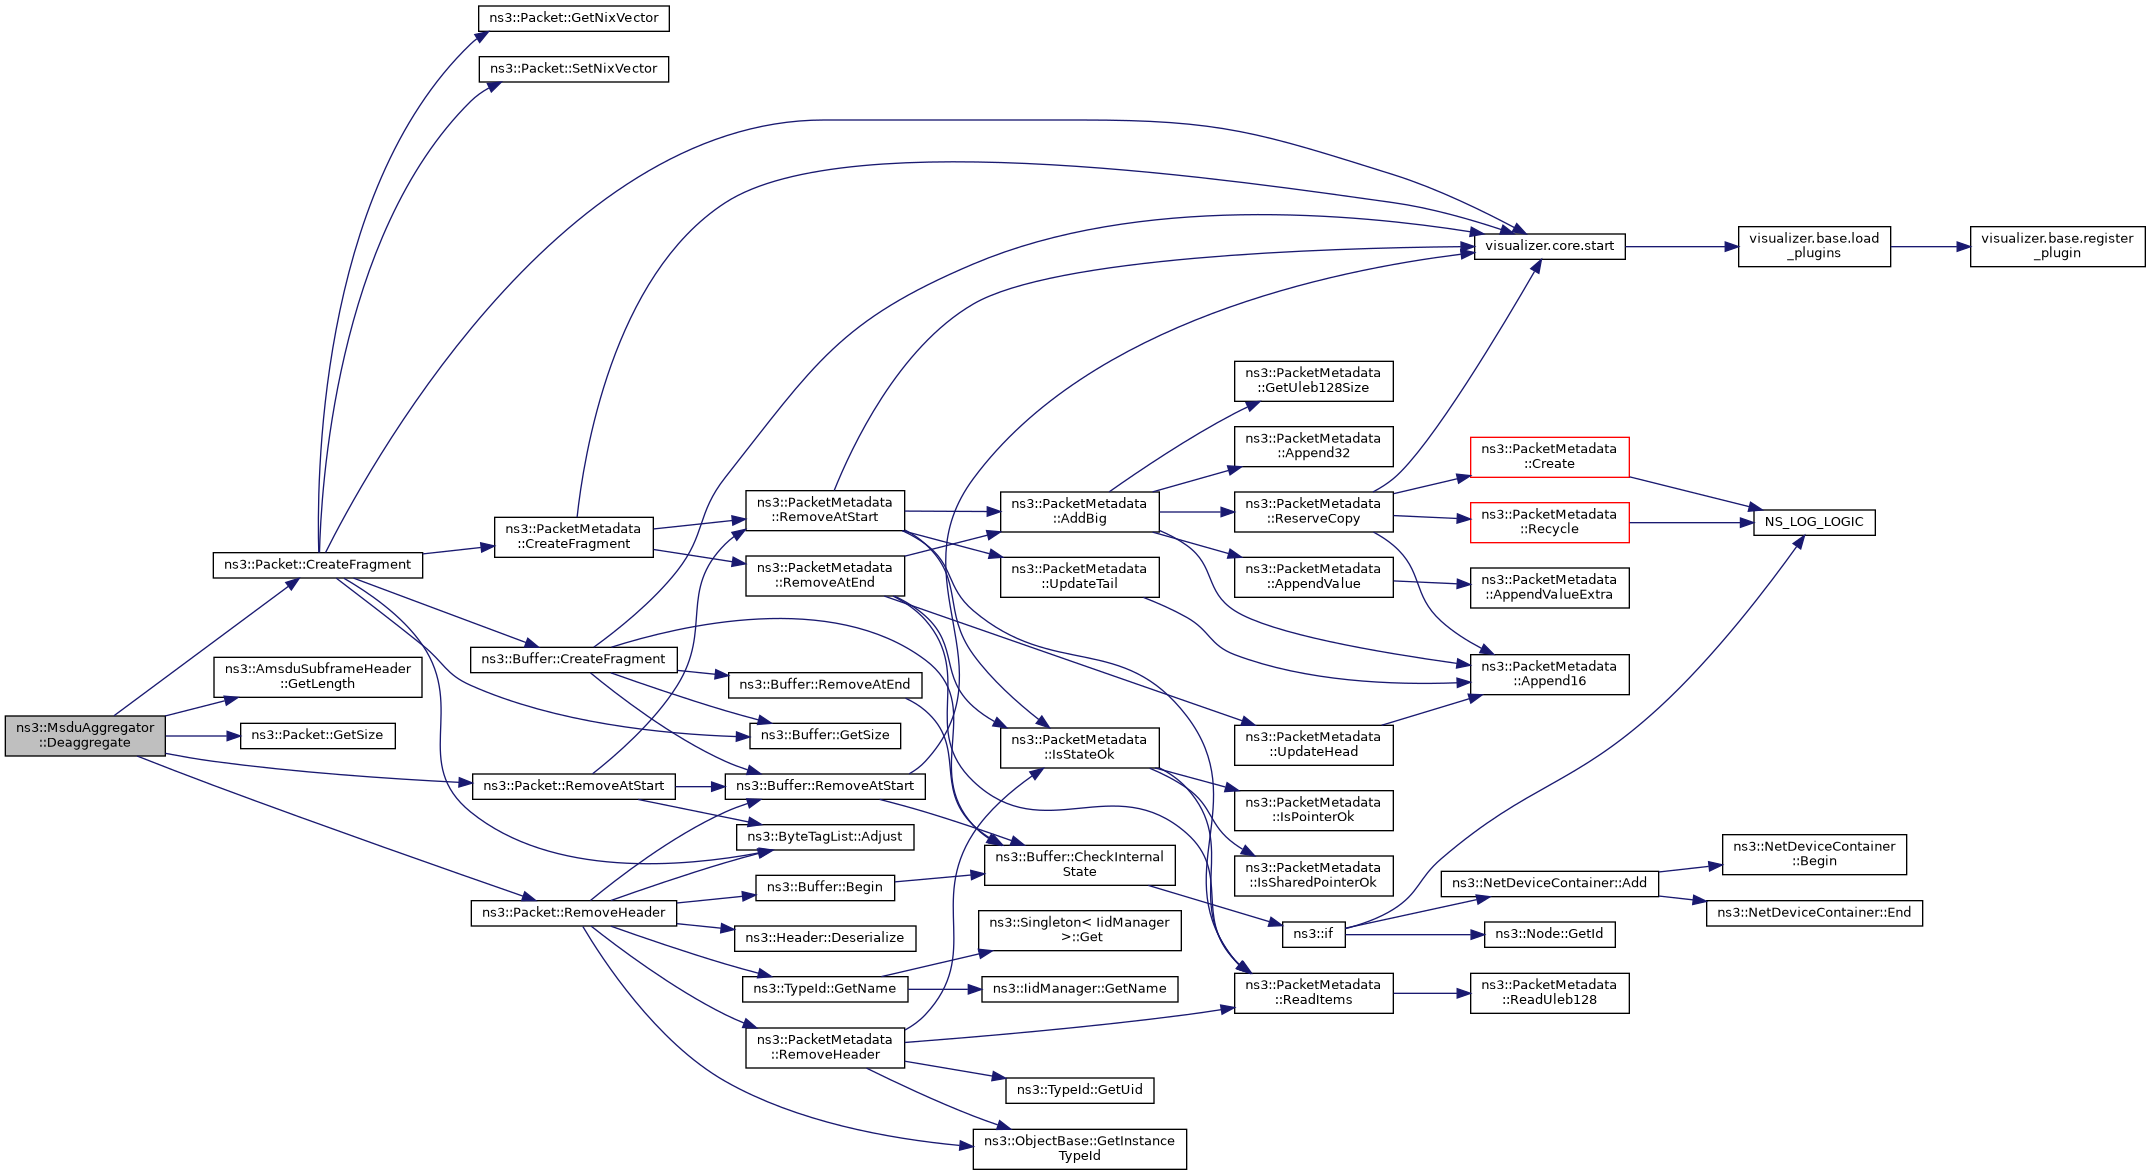 ns3::Packet::GetNixVector
ns3::Packet::SetNixVector
visualizer.core.start
visualizer.base.load
_plugins
visualizer.base.register
_plugin
ns3::PacketMetadata
::GetUleb128Size
ns3::PacketMetadata
::Append32
ns3::PacketMetadata
::Create
ns3::PacketMetadata
::RemoveAtStart
ns3::PacketMetadata
::AddBig
ns3::PacketMetadata
::ReserveCopy
ns3::PacketMetadata
::Recycle
NS_LOG_LOGIC
ns3::PacketMetadata
::CreateFragment
ns3::Packet::CreateFragment
ns3::PacketMetadata
::RemoveAtEnd
ns3::PacketMetadata
::UpdateTail
ns3::PacketMetadata
::AppendValue
ns3::PacketMetadata
::AppendValueExtra
ns3::AmsduSubframeHeader
::GetLength
ns3::Buffer::CreateFragment
ns3::Buffer::RemoveAtEnd
ns3::PacketMetadata
::Append16
ns3::MsduAggregator
::Deaggregate
ns3::Packet::GetSize
ns3::Buffer::GetSize
ns3::PacketMetadata
::IsStateOk
ns3::PacketMetadata
::UpdateHead
ns3::Packet::RemoveAtStart
ns3::Buffer::RemoveAtStart
ns3::PacketMetadata
::IsPointerOk
ns3::ByteTagList::Adjust
ns3::Buffer::CheckInternal
State
ns3::PacketMetadata
::IsSharedPointerOk
ns3::NetDeviceContainer
::Begin
ns3::Buffer::Begin
ns3::NetDeviceContainer::Add
ns3::Packet::RemoveHeader
ns3::NetDeviceContainer::End
ns3::Header::Deserialize
ns3::Singleton< IidManager
>::Get
ns3::if
ns3::Node::GetId
ns3::TypeId::GetName
ns3::IidManager::GetName
ns3::PacketMetadata
::ReadItems
ns3::PacketMetadata
::ReadUleb128
ns3::PacketMetadata
::RemoveHeader
ns3::TypeId::GetUid
ns3::ObjectBase::GetInstance
TypeId